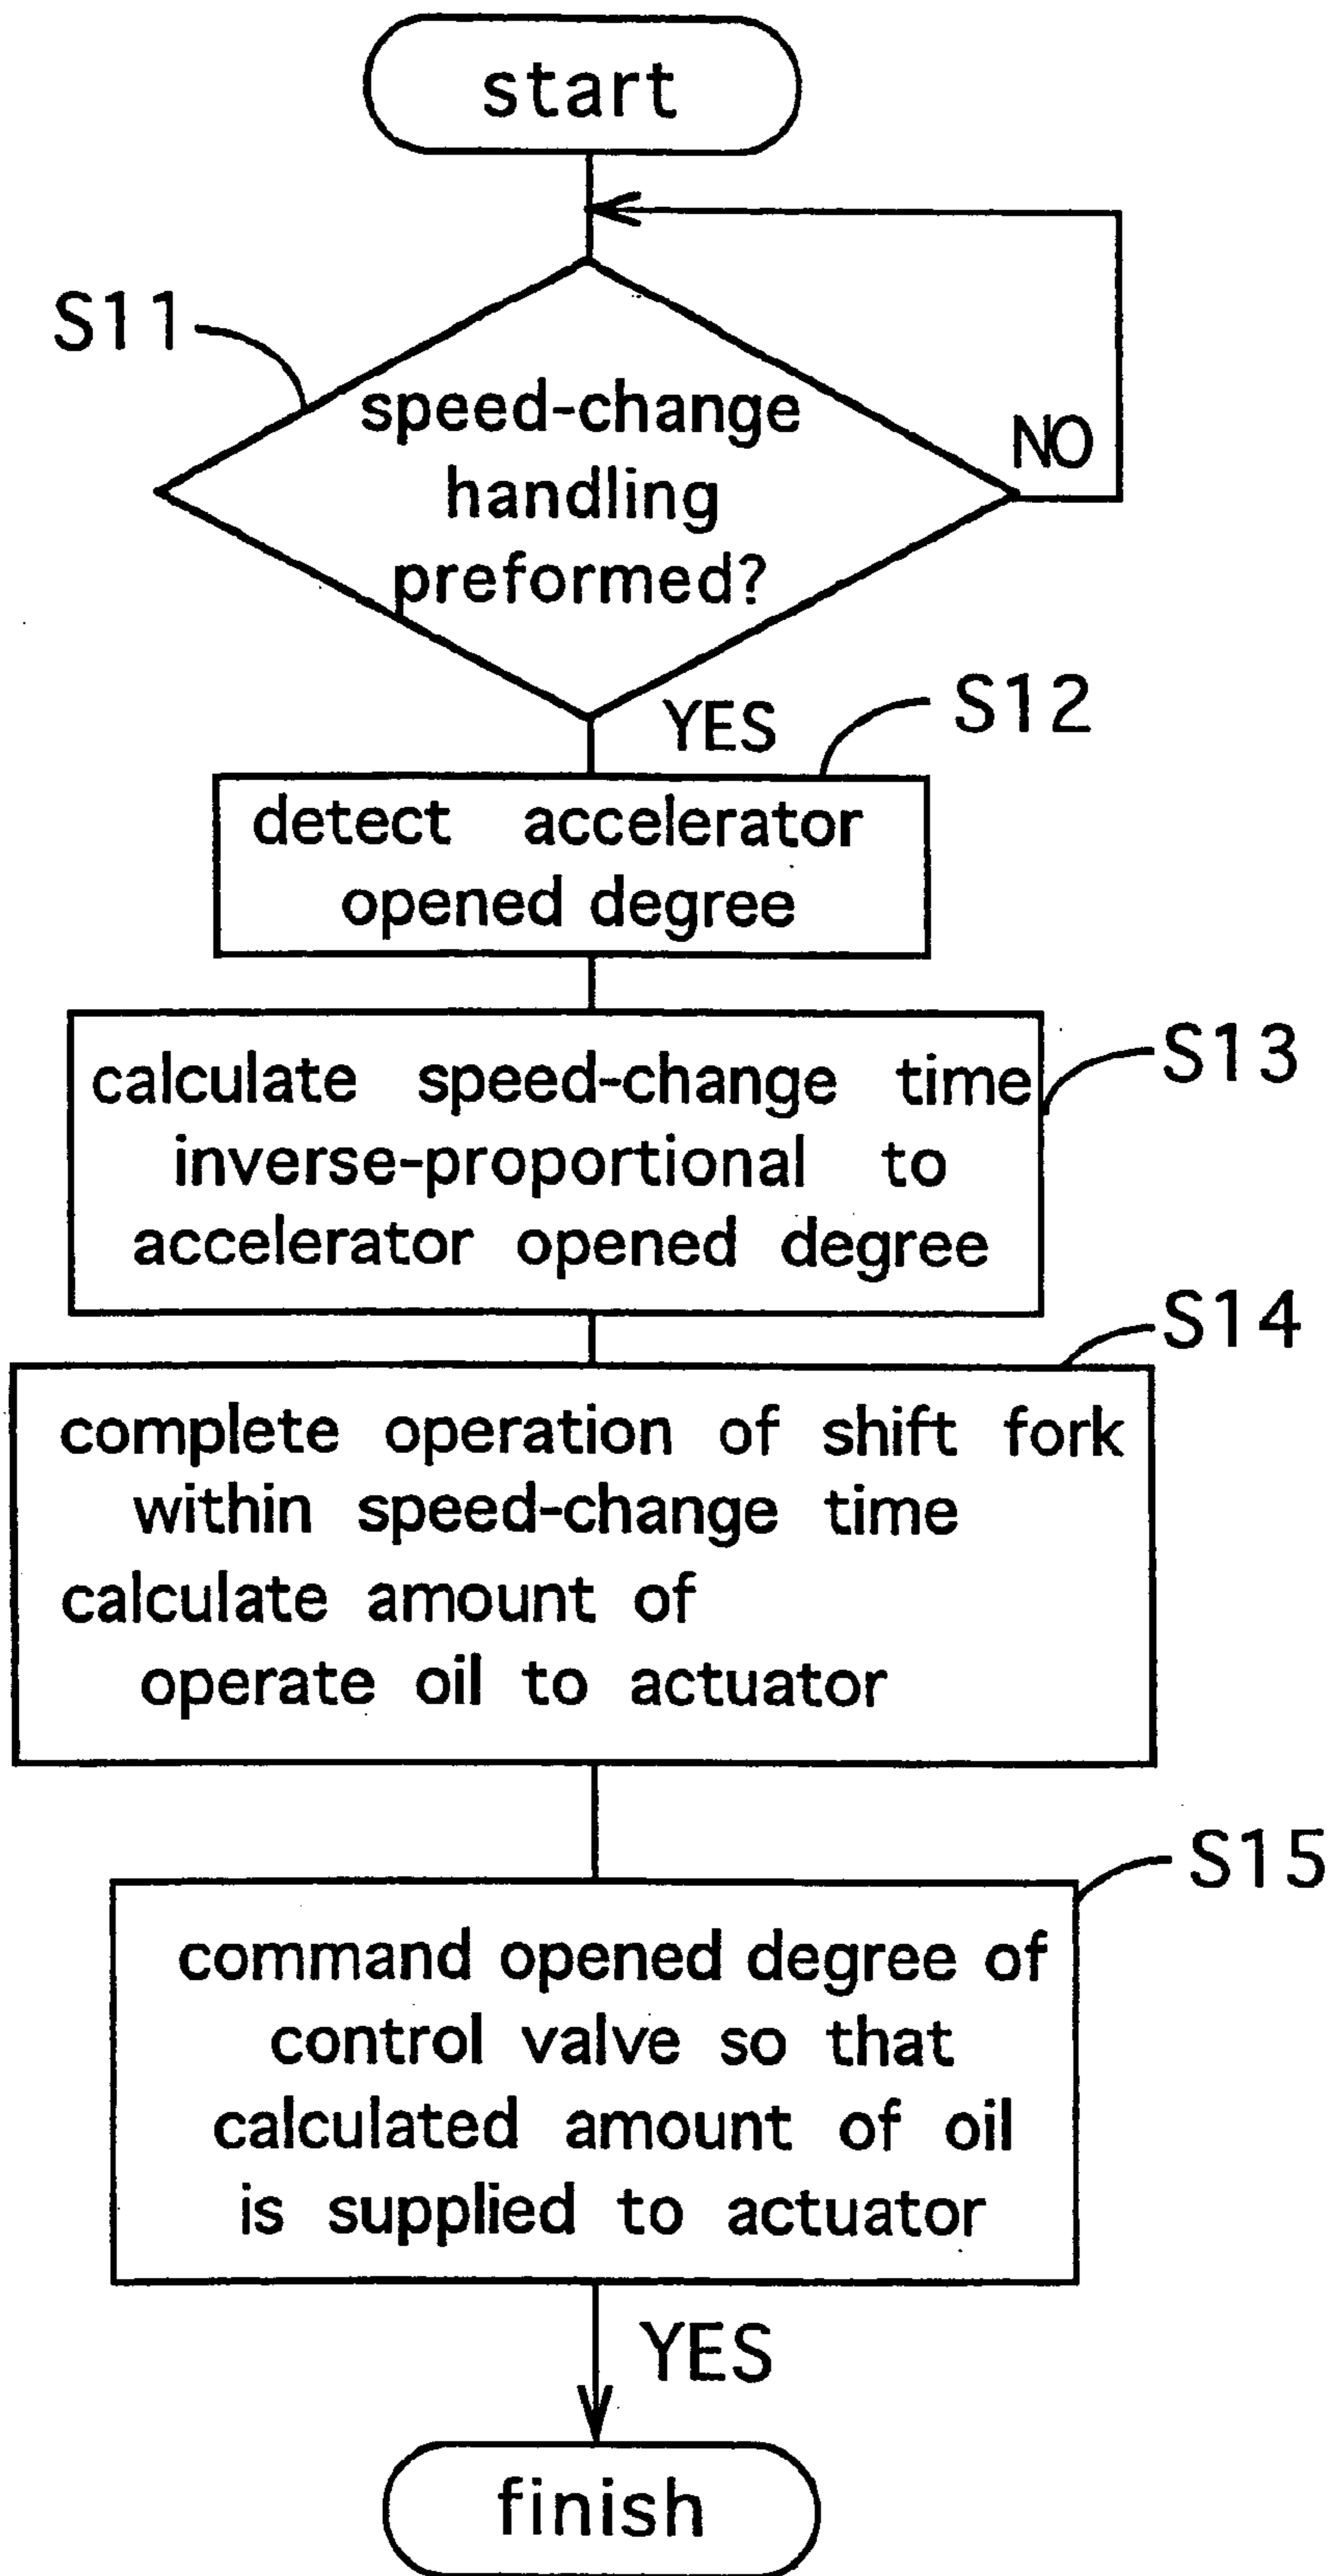 start
S11
speed-change
handling
preformed?
NO
YES
S12
detect accelerator
opened degree
S13
calculate speed-change time
inverse-proportional to
accelerator opened degree
S14
complete operation of shift fork
within speed-change time
calculate amount of
operate oil to actuator
S15
command opened degree of
control valve so that
calculated amount of oil
is supplied to actuator
YES
finish